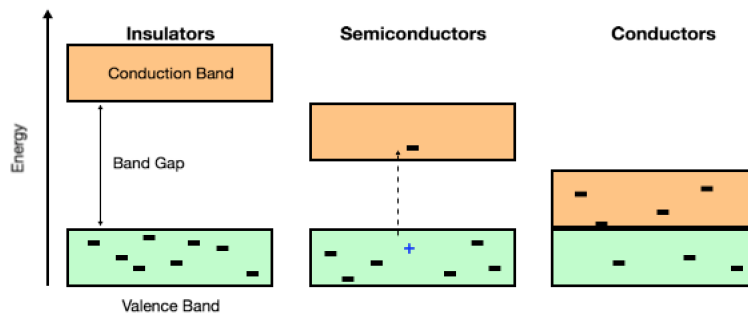 Insulators
Semiconductors
Conductors
Conduction Band
Energy
Band Gap
Valence Band